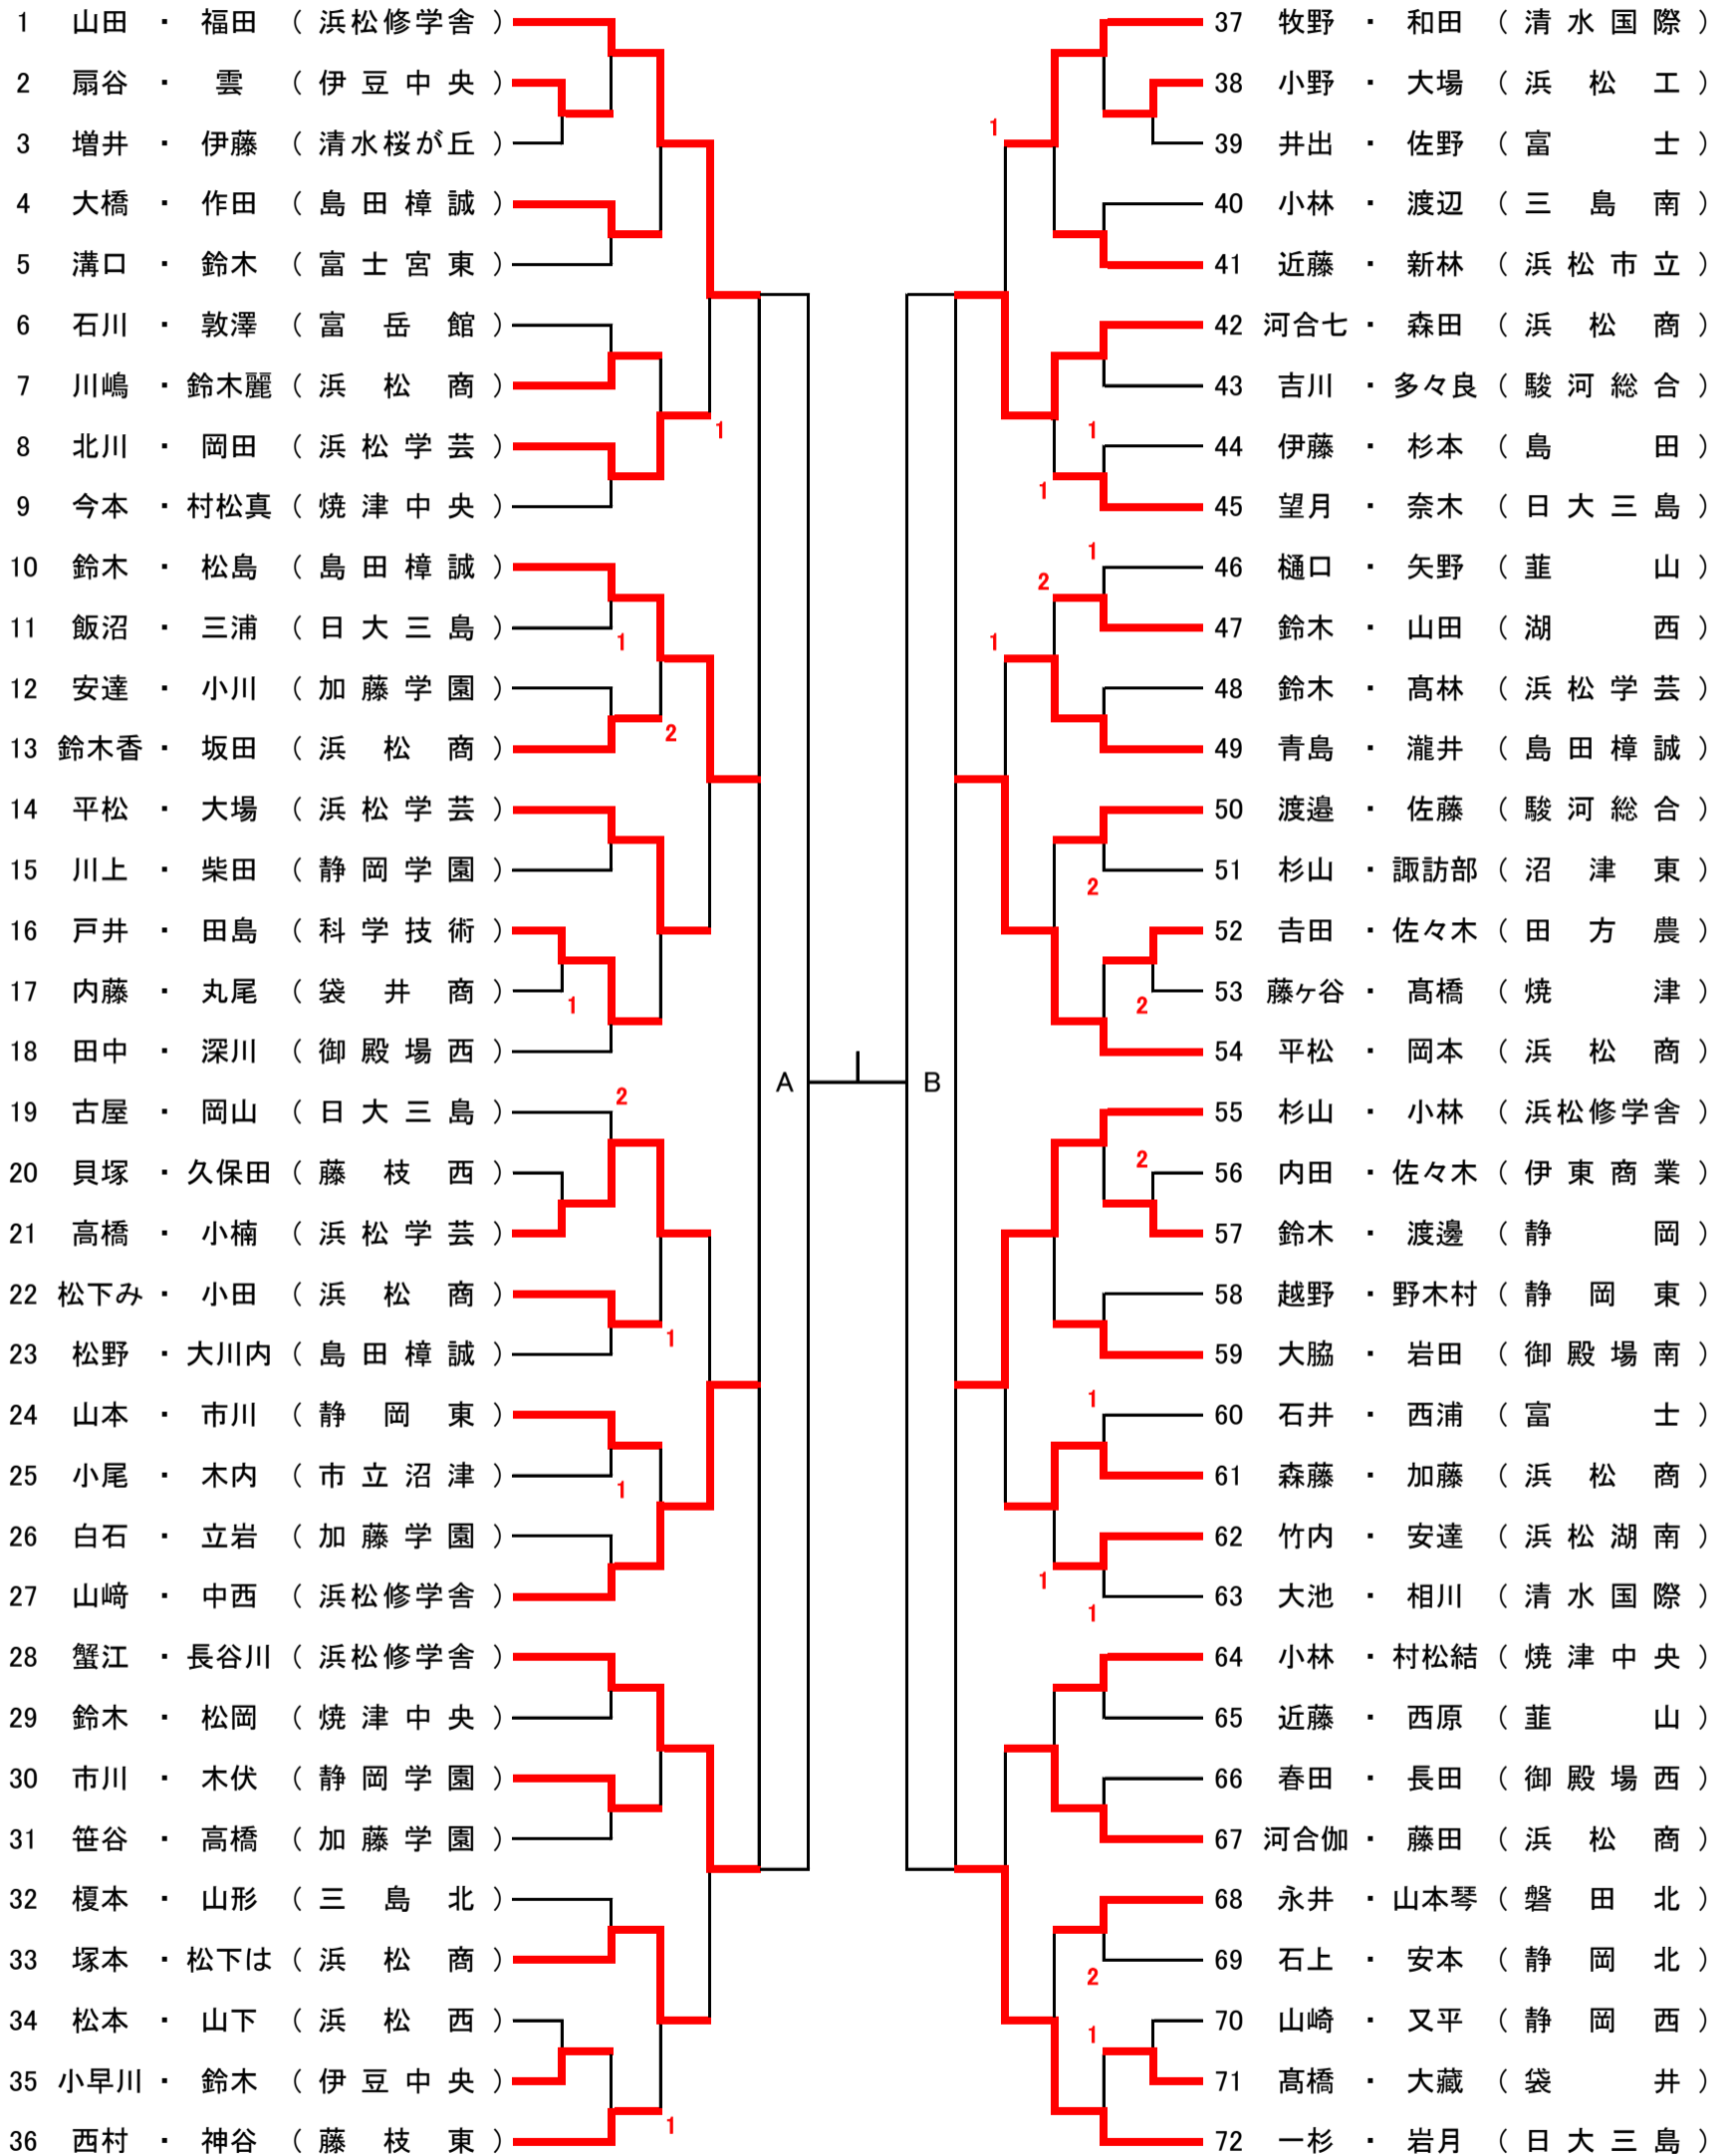 1 山田 ・ 福田 ( 浜松修学舎 )
2 扇谷 ・ 雲 ( 伊豆中央 )
3 増井 ・ 伊藤 ( 清水桜が丘 )
4 大橋 ・ 作田 ( 島田樟誠 )
5 溝口 ・ 鈴木 ( 富士宮東 )
6 石川 ・ 敦澤 ( 富岳館 )
7 川嶋 ・ 鈴木麗 ( 浜松商 )
1
8 北川 ・ 岡田 ( 浜松学芸 )
9 今本 ・ 村松真 ( 焼津中央 )
10 鈴木 ・ 松島 ( 島田樟誠 )
11 飯沼 ・ 三浦 ( 日大三島 )
1
12 安達 ・ 小川 ( 加藤学園 )
2
13 鈴木香 ・ 坂田 ( 浜松商 )
14 平松 ・ 大場 ( 浜松学芸 )
15 川上 ・ 柴田 ( 静岡学園 )
16 戸井 ・ 田島 ( 科学技術 )
17 内藤 ・ 丸尾 ( 袋井商 )
1
18 田中 ・ 深川 ( 御殿場西 )
2
19 古屋 ・ 岡山 ( 日大三島 )
20 貝塚 ・ 久保田 ( 藤枝西 )
21 高橋 ・ 小楠 ( 浜松学芸 )
22 松下み ・ 小田 ( 浜松商 )
1
23 松野 ・ 大川内 ( 島田樟誠 )
24 山本 ・ 市川 ( 静岡東 )
25 小尾 ・ 木内 ( 市立沼津 )
1
26 白石 ・ 立岩 ( 加藤学園 )
27 山﨑 ・ 中西 ( 浜松修学舎 )
28 蟹江 ・ 長谷川 ( 浜松修学舎 )
29 鈴木 ・ 松岡 ( 焼津中央 )
30 市川 ・ 木伏 ( 静岡学園 )
31 笹谷 ・ 高橋 ( 加藤学園 )
32 榎本 ・ 山形 ( 三島北 )
33 塚本 ・ 松下は ( 浜松商 )
34 松本 ・ 山下 ( 浜松西 )
35 小早川 ・ 鈴木 ( 伊豆中央 )
1
36 西村 ・ 神谷 ( 藤枝東 )
A
B
37 牧野 ・ 和田 ( 清水国際 )
38 小野 ・ 大場 ( 浜松工 )
1
39 井出 ・ 佐野 ( 富士 )
40 小林 ・ 渡辺 ( 三島南 )
41 近藤 ・ 新林 ( 浜松市立 )
42 河合七 ・ 森田 ( 浜松商 )
43 吉川 ・ 多々良 ( 駿河総合 )
1
44 伊藤 ・ 杉本 ( 島田 )
1
45 望月 ・ 奈木 ( 日大三島 )
1
46 樋口 ・ 矢野 ( 韮山 )
2
47 鈴木 ・ 山田 ( 湖西 )
1
48 鈴木 ・ 髙林 ( 浜松学芸 )
49 青島 ・ 瀧井 ( 島田樟誠 )
50 渡邉 ・ 佐藤 ( 駿河総合 )
51 杉山 ・ 諏訪部 ( 沼津東 )
2
52 吉田 ・ 佐々木 ( 田方農 )
53 藤ヶ谷 ・ 髙橋 ( 焼津 )
2
54 平松 ・ 岡本 ( 浜松商 )
55 杉山 ・ 小林 ( 浜松修学舎 )
2
56 内田 ・ 佐々木 ( 伊東商業 )
57 鈴木 ・ 渡邊 ( 静岡 )
58 越野 ・ 野木村 ( 静岡東 )
59 大脇 ・ 岩田 ( 御殿場南 )
1
60 石井 ・ 西浦 ( 富士 )
61 森藤 ・ 加藤 ( 浜松商 )
62 竹内 ・ 安達 ( 浜松湖南 )
1
63 大池 ・ 相川 ( 清水国際 )
1
64 小林 ・ 村松結 ( 焼津中央 )
65 近藤 ・ 西原 ( 韮山 )
66 春田 ・ 長田 ( 御殿場西 )
67 河合伽 ・ 藤田 ( 浜松商 )
68 永井 ・ 山本琴 ( 磐田北 )
69 石上 ・ 安本 ( 静岡北 )
2
70 山崎 ・ 又平 ( 静岡西 )
1
71 髙橋 ・ 大藏 ( 袋井 )
72 一杉 ・ 岩月 ( 日大三島 )